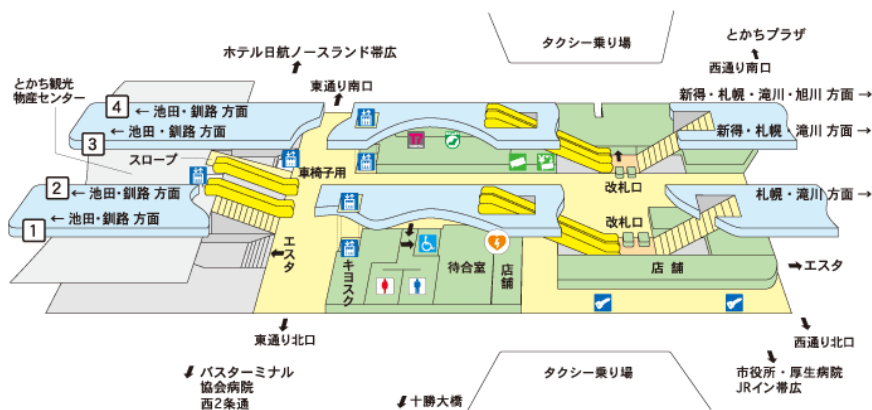 タクシー乗り場
とかちプラザ
ホテル日航ノースランド帯広
西通り南口
とかち観光
物産センター
東通り南口
4 ← 池田・釧路 方面
新得・札幌・滝川・旭川 方面 →
← 池田・釧路 方面
新得・札幌・滝川 方面 →
3
スロープ
車椅子用
2 ← 池田・釧路 方面
改札口
札幌・滝川 方面 →
1 ← 池田・釧路 方面
改札口
エスタ
キヨスク
待合室
店舗
店 舗
エスタ
東通り北口
西通り北口
バスターミナル
協会病院
西2条通
タクシー乗り場
市役所・厚生病院
JRイン帯広
十勝大橋